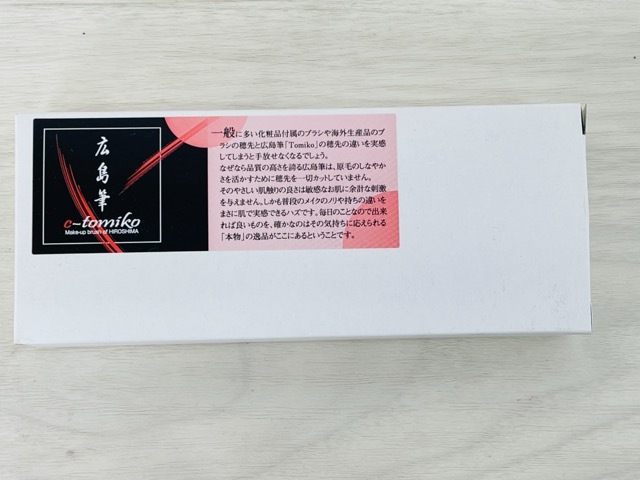 広島筆
c-tomiko
Make-up brush of HIROSHIMA
一般に多い化粧品付属のブラシや海外生産品のブ
ラシの穂先と広島筆「Tomiko」の穂先の違いを実感
してしまうと手放せなくなるでしょう。
なぜなら品質の高さを誇る広島筆は、原毛のしなやか
さを活かすために穂先を一切カットしていません。
そのやさしい肌触りの良さは敏感なお肌に余計な刺激
を与えません。しかも普段のメイクのノリや持ちの違いを
まさに肌で実感できるハズです。毎日のことなので出来
れば良いものを、確かなのはその気持ちに応えられる
「本物」の逸品がここにあるということです。